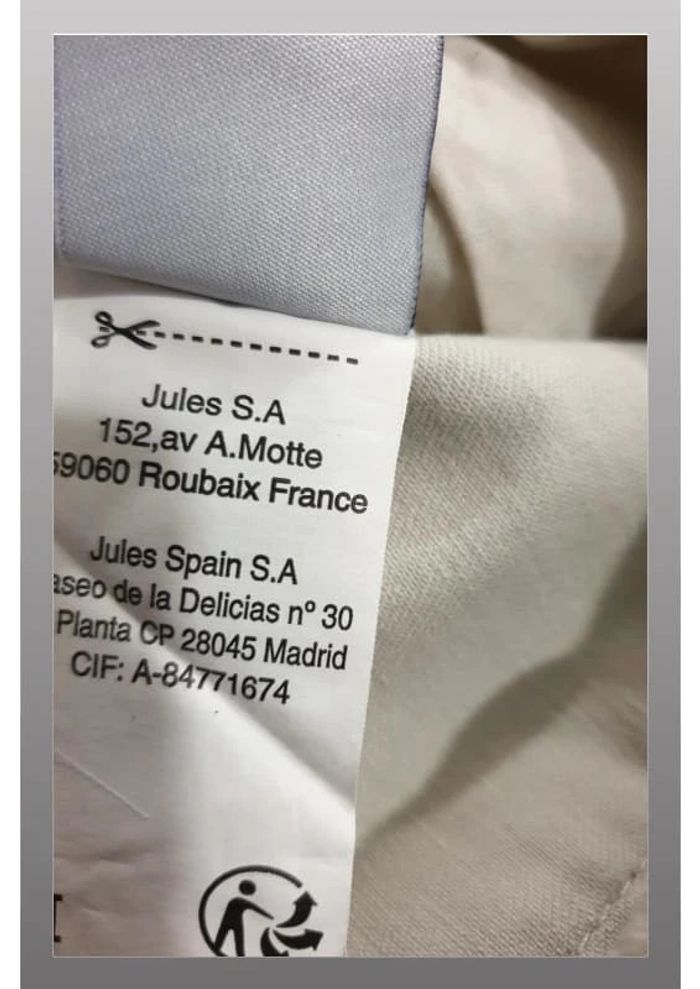 Jules S.A
152,av A.Motte
59060 Roubaix France
Jules Spain S.A
aseo de la Delicias nº 30
Planta CP 28045 Madrid
CIF: A-84771674